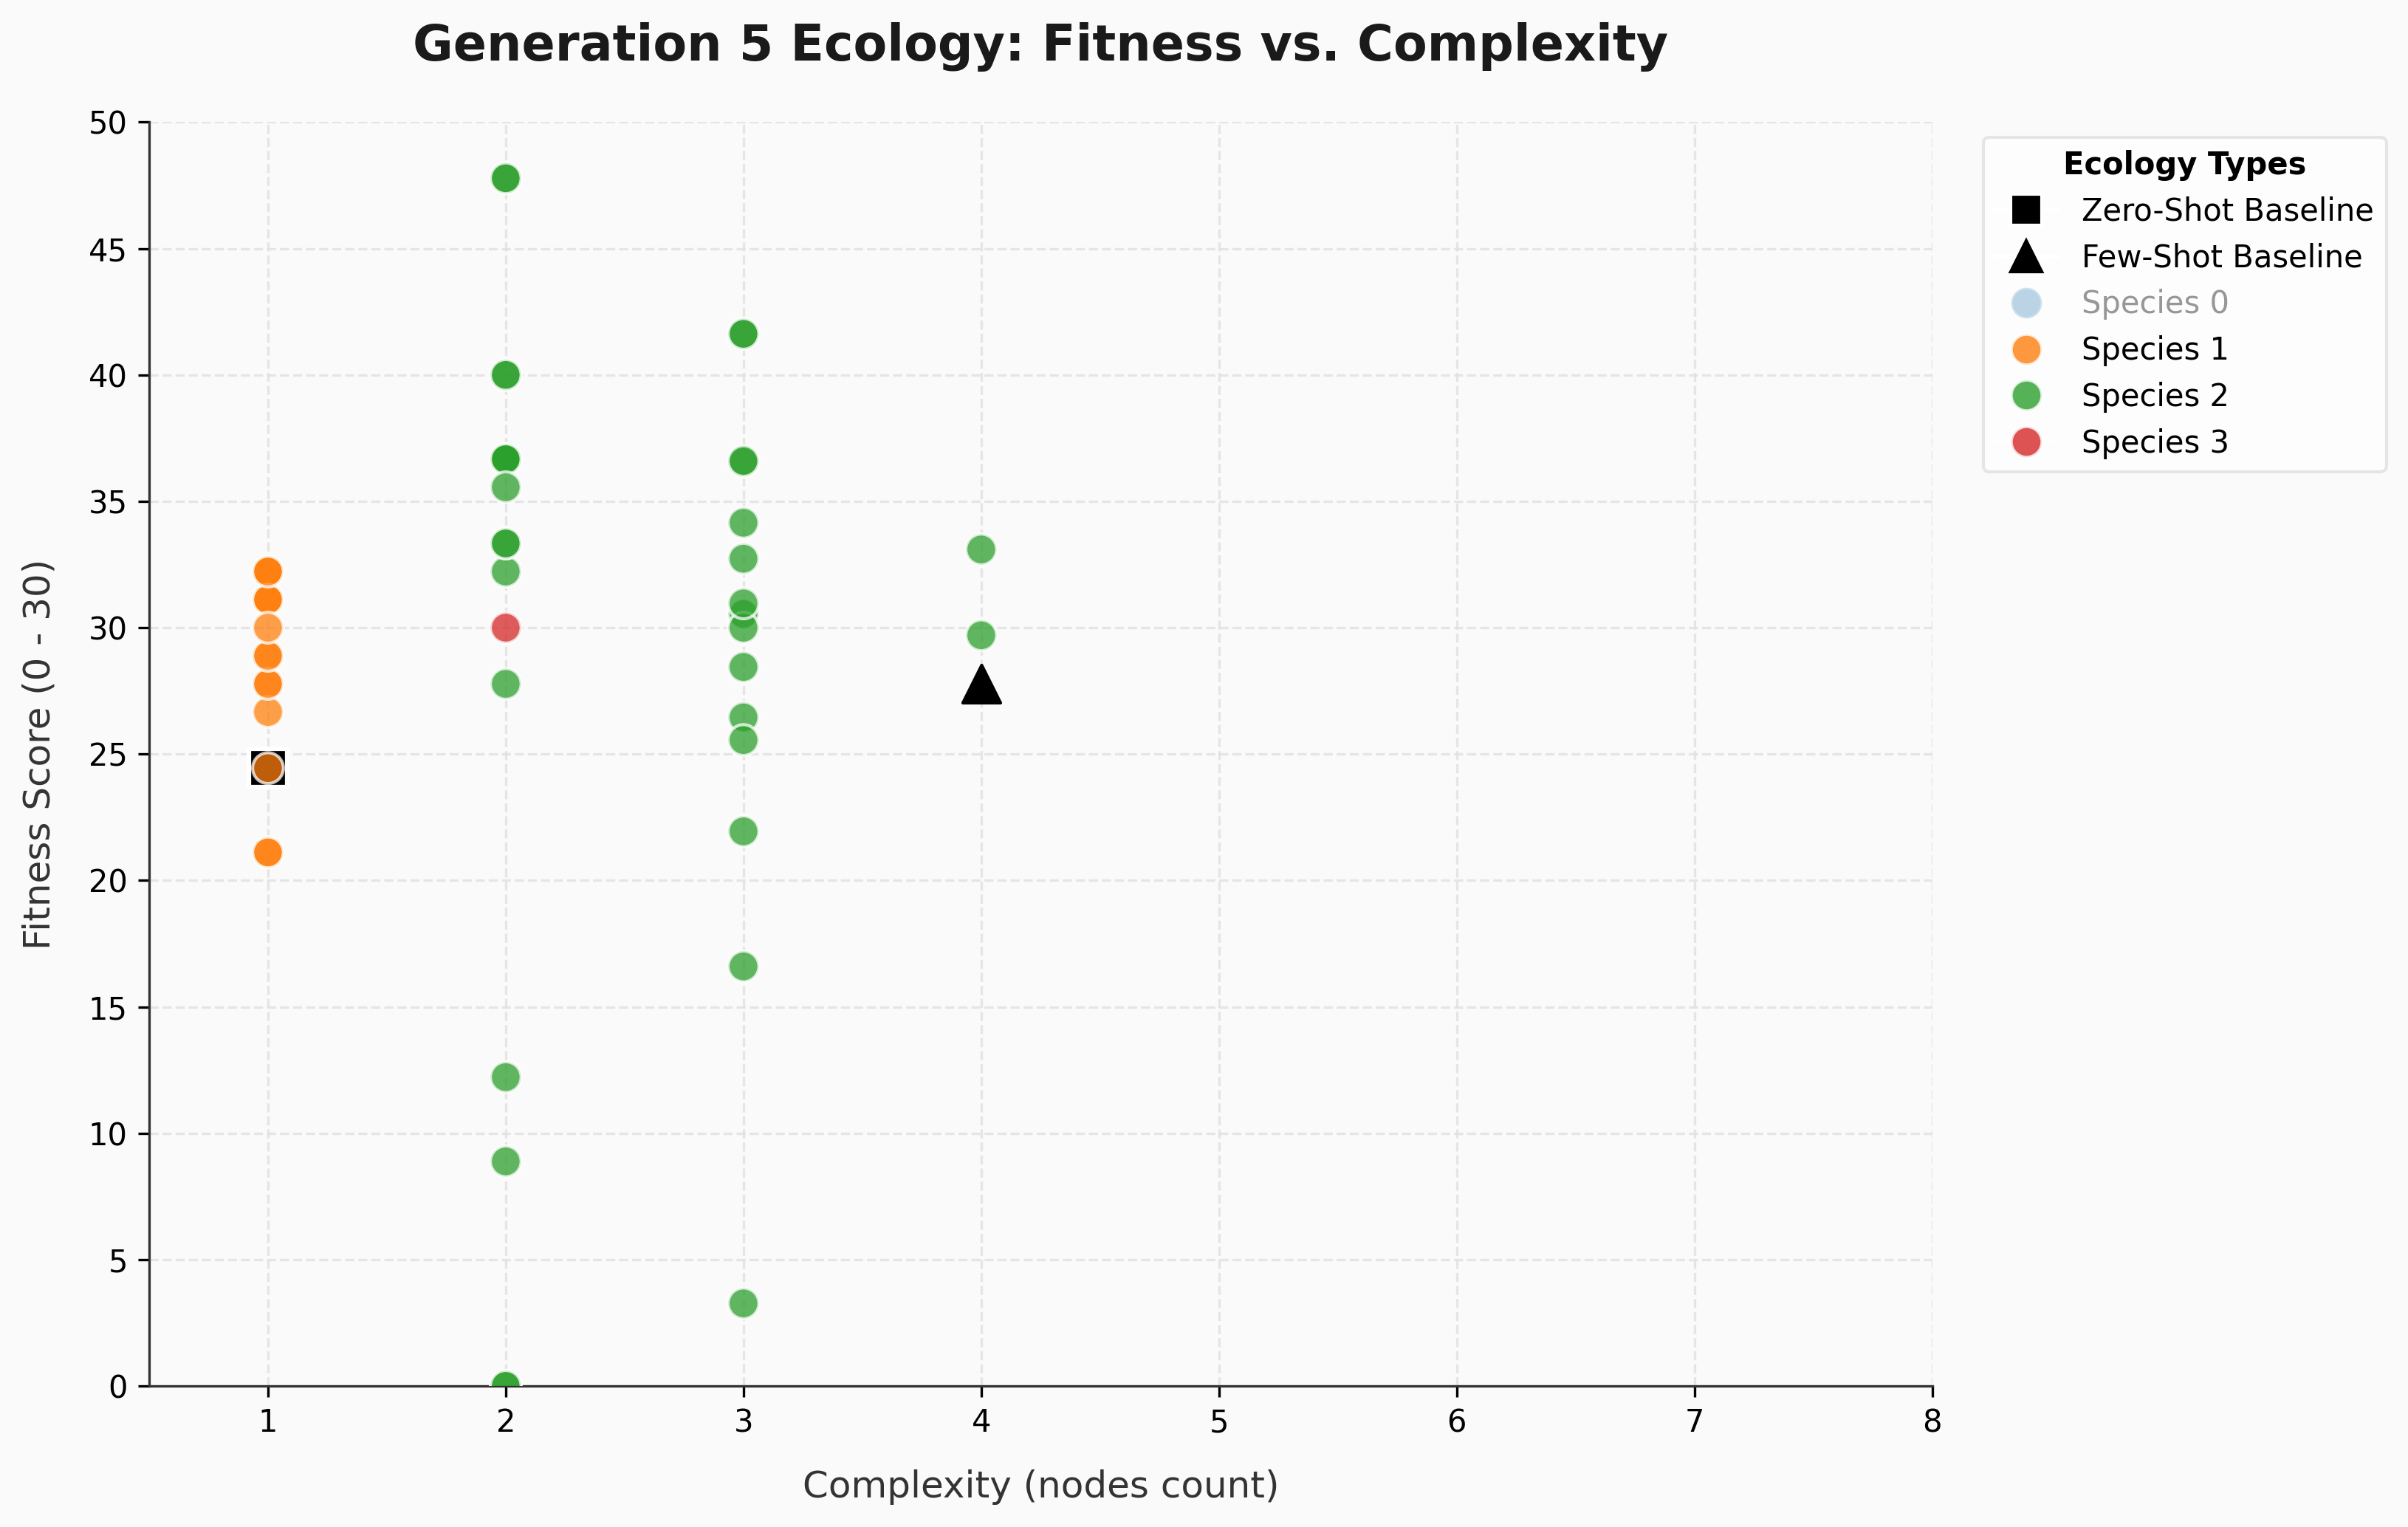 Generation 5 Ecology: Fitness vs. Complexity
Fitness Score (0 - 30)
50
45
40
35
30
25
20
15
10
5
0
1 2 3 4 5 6 7 8
Complexity (nodes count)
Ecology Types
Zero-Shot Baseline
Few-Shot Baseline
Species 0
Species 1
Species 2
Species 3